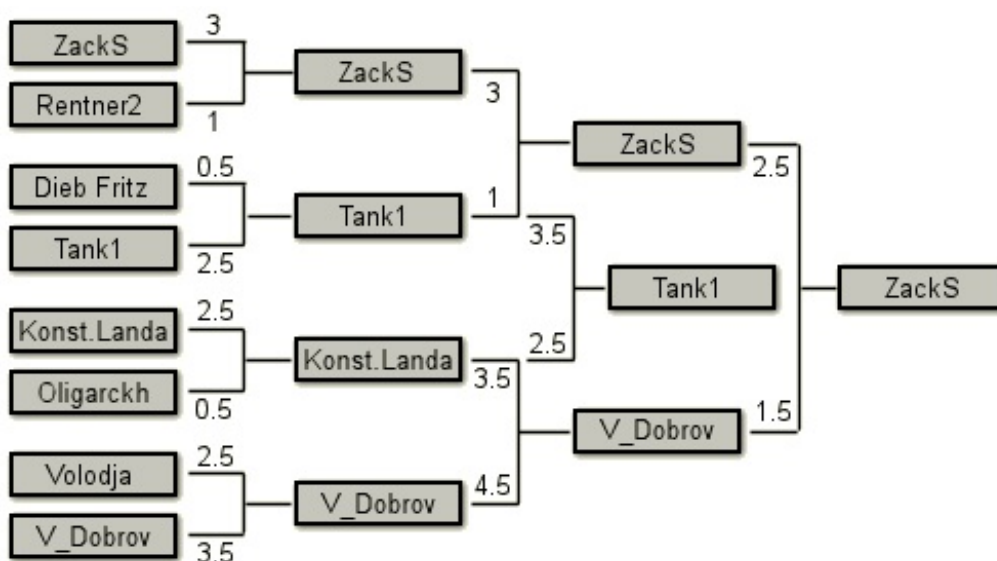 ZackS
3
Rentner2
1
Dieb Fritz
0.5
Tank1
2.5
Konst.Landa
2.5
Oligarckh
0.5
Volodja
2.5
V_Dobrov
3.5
ZackS
3
Tank1
1
Konst.Landa
3.5
V_Dobrov
4.5
3.5
2.5
Tank1
ZackS
2.5
V_Dobrov
1.5
ZackS